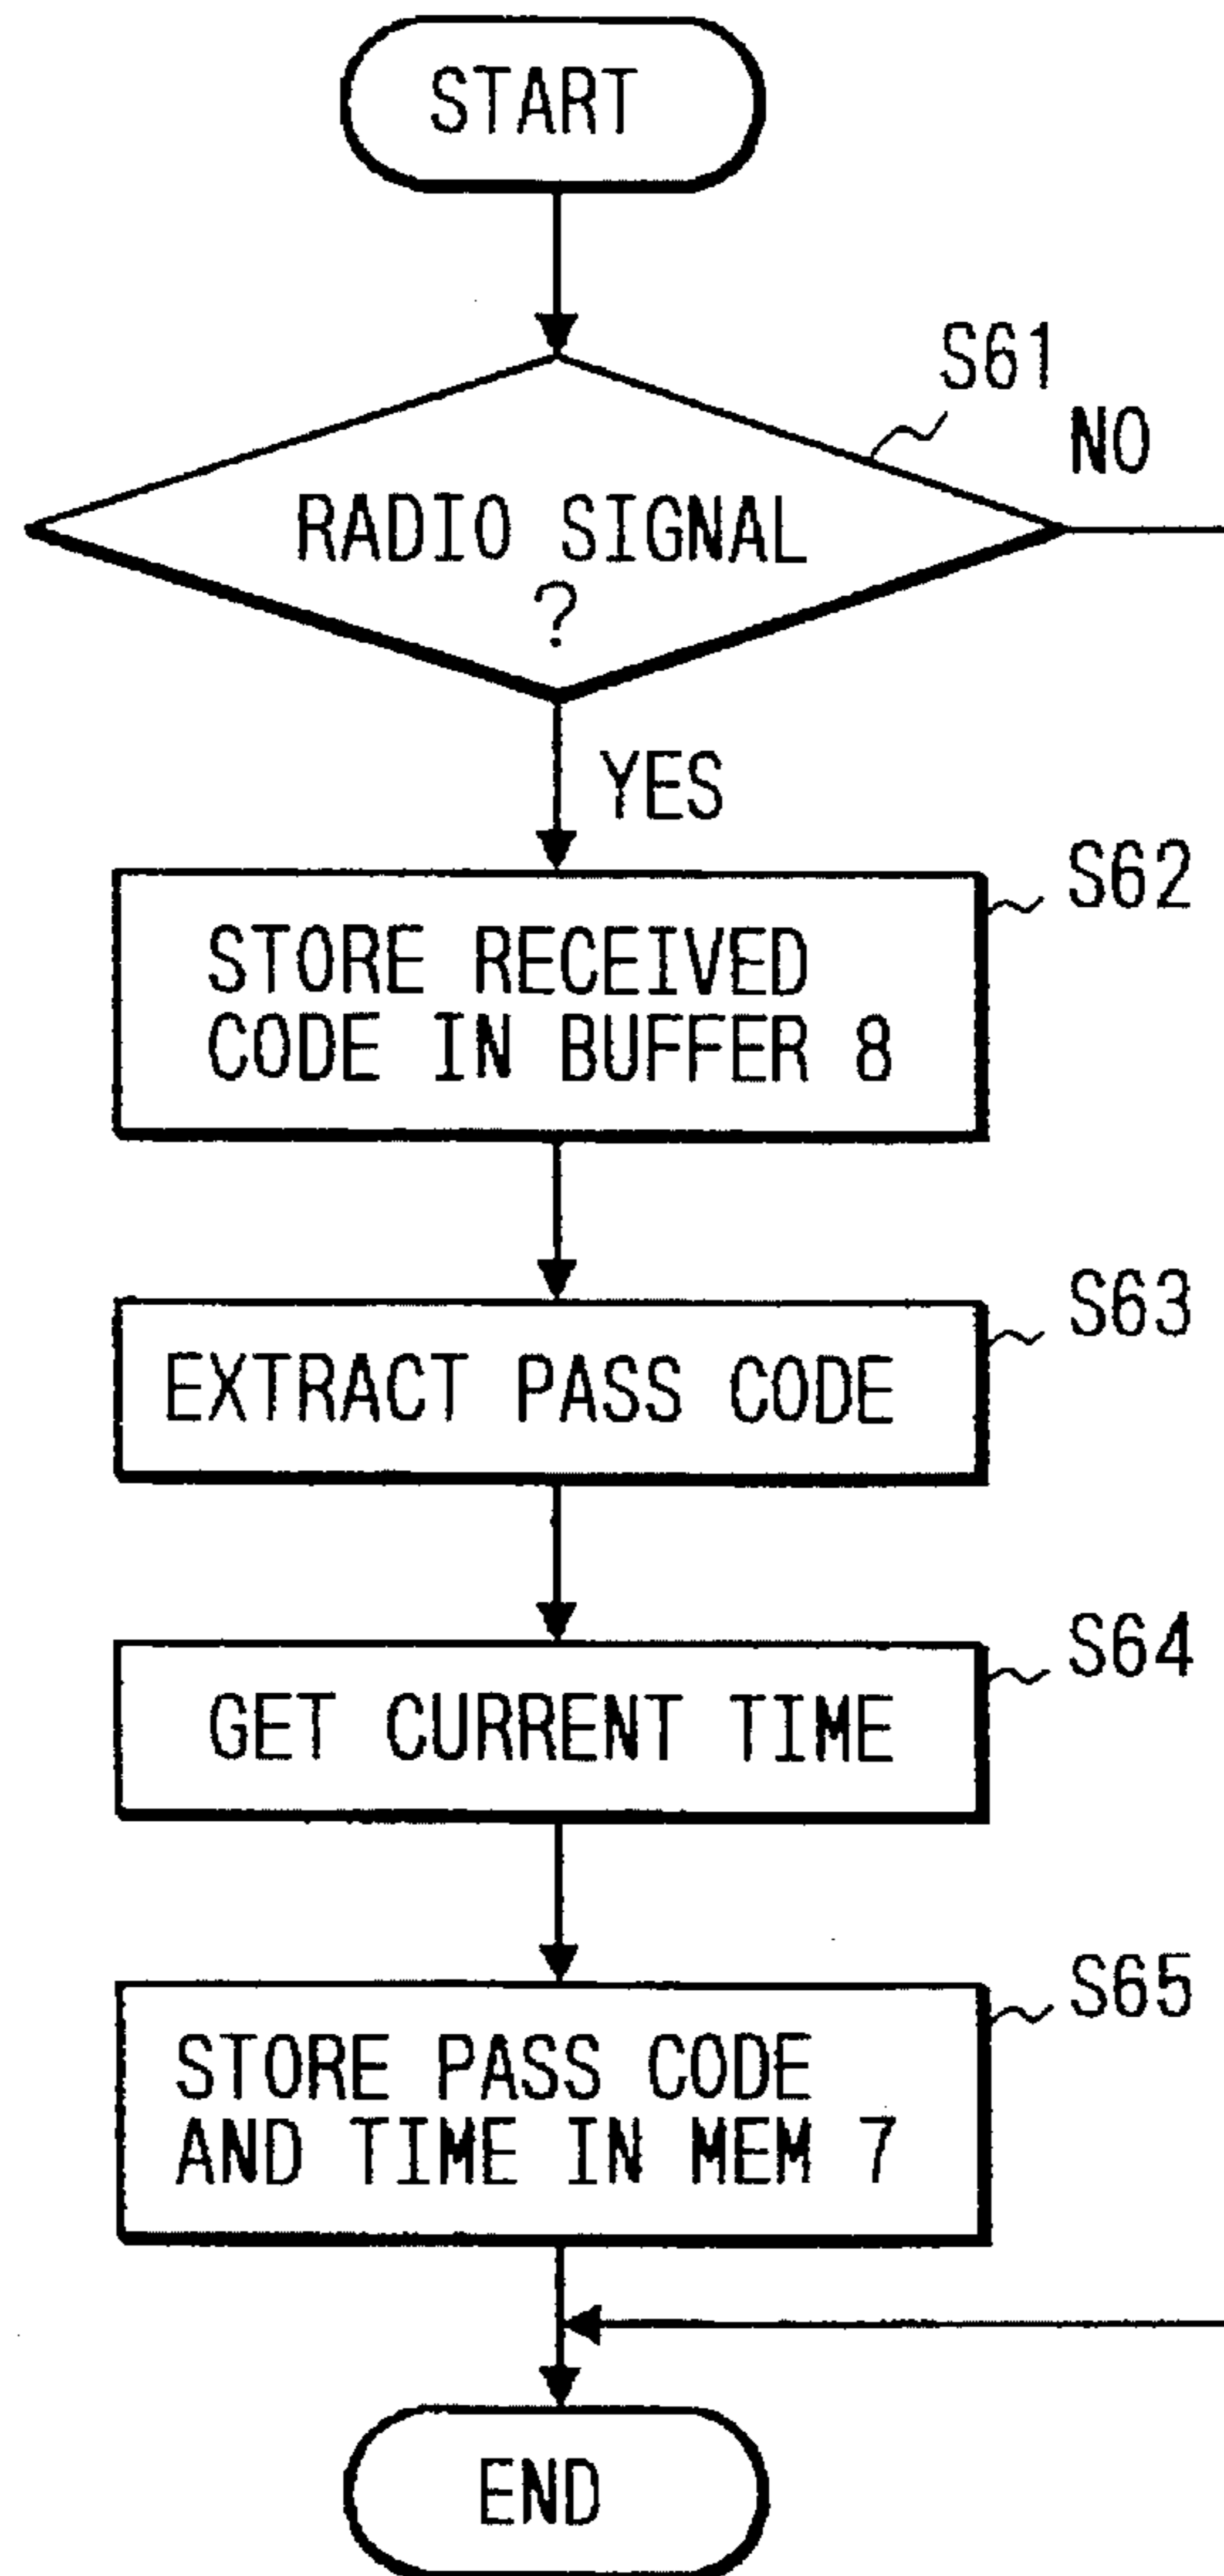 START
S61
NO
RADIO SIGNAL
?
YES
S62
STORE RECEIVED
CODE IN BUFFER 8
S63
EXTRACT PASS CODE
S64
GET CURRENT TIME
S65
STORE PASS CODE
AND TIME IN MEM 7
END